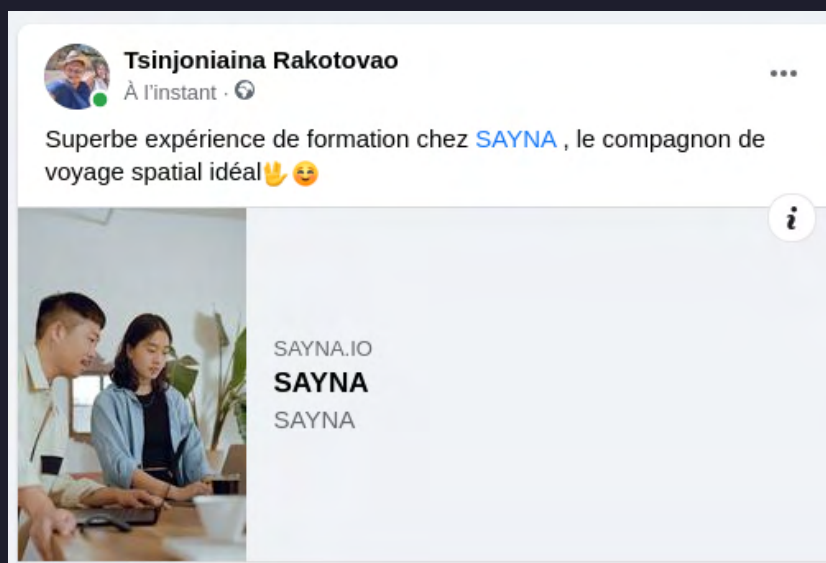 Tsinjoniaina Rakotovao
À l'instant ·
Superbe expérience de formation chez SAYNA , le compagnon de
voyage spatial idéal🖖😊
SAYNA.IO
SAYNA
SAYNA